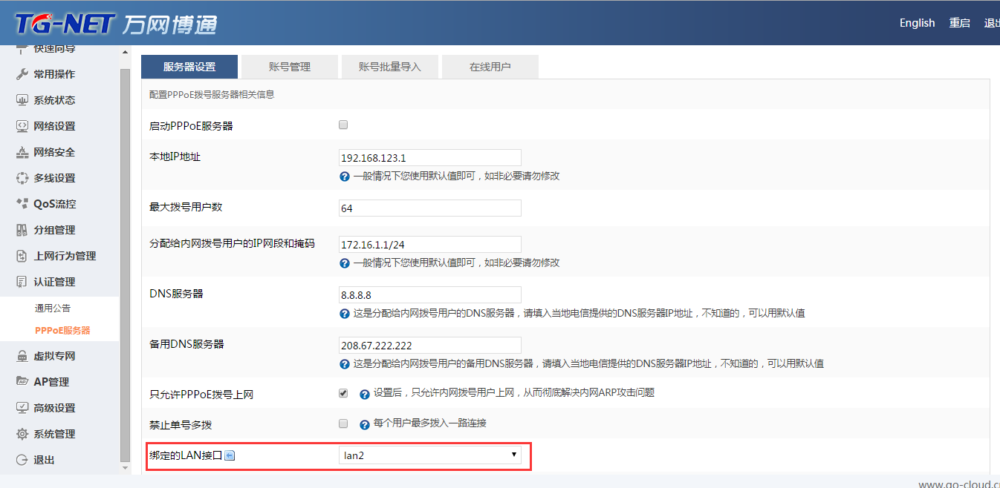 TG-NET 万网博通
English 重启 退出
快速向导
常用操作
系统状态
网络设置
网络安全
多线设置
QoS流控
分组管理
上网行为管理
认证管理
通用公告
PPPoE服务器
虚拟专网
AP管理
高级设置
系统管理
退出
服务器设置 账号管理 账号批量导入 在线用户
配置PPPoE拨号服务器相关信息
启动PPPoE服务器
本地IP地址 192.168.123.1
一般情况下您使用默认值即可，如非必要请勿修改
最大拨号用户数 64
分配给内网拨号用户的IP网段和掩码 172.16.1.1/24
一般情况下您使用默认值即可，如非必要请勿修改
DNS服务器 8.8.8.8
这是分配给内网拨号用户的DNS服务器，请填入当地电信提供的DNS服务器IP地址，不知道的，可以用默认值
备用DNS服务器 208.67.222.222
这是分配给内网拨号用户的备用DNS服务器，请填入当地电信提供的DNS服务器IP地址，不知道的，可以用默认值
只允许PPPoE拨号上网 设置后，只允许内网拨号用户上网，从而彻底解决内网ARP攻击问题
禁止单号多拨 每个用户最多拨入一路连接
绑定的LAN接口 lan2